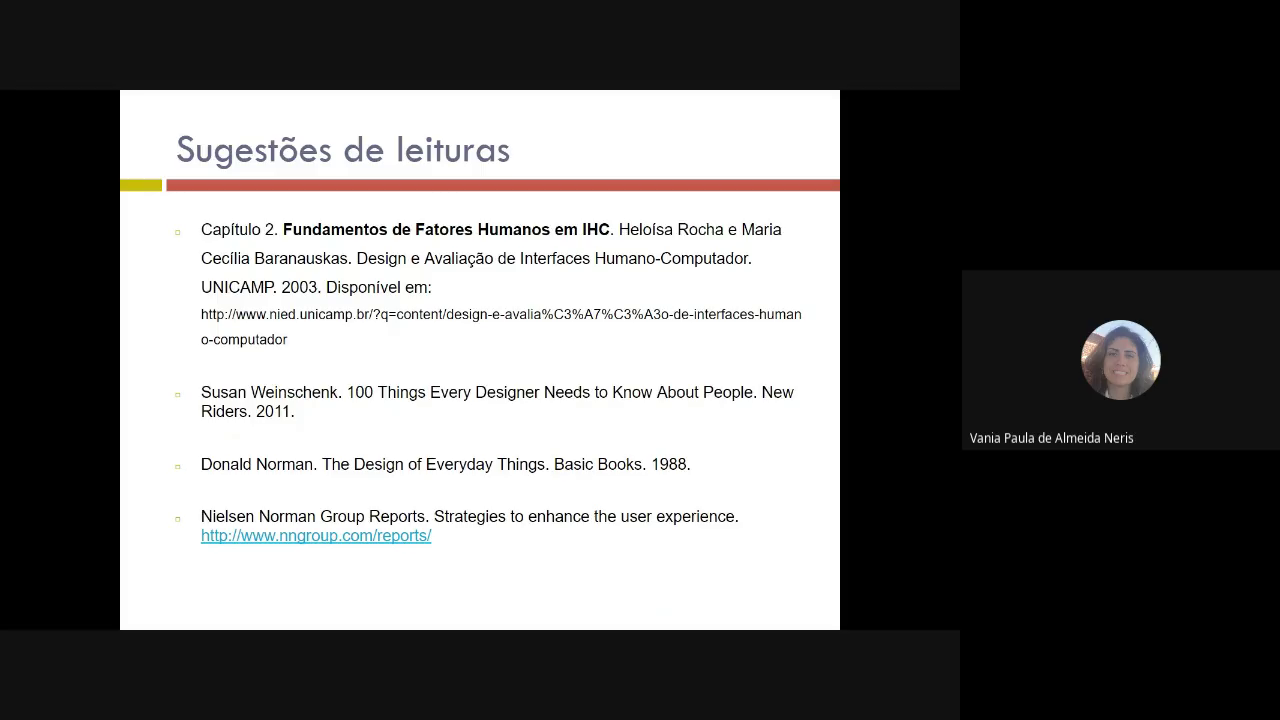 Sugestões de leituras
Capítulo 2. Fundamentos de Fatores Humanos em IHC. Heloísa Rocha e Maria
Cecília Baranauskas. Design e Avaliação de Interfaces Humano-Computador.
UNICAMP. 2003. Disponível em:
http://www.nied.unicamp.br/?q=content/design-e-avalia%C3%A7%C3%A3o-de-interfaces-human
o-computador
Susan Weinschenk. 100 Things Every Designer Needs to Know About People. New
Riders. 2011.
Donald Norman. The Design of Everyday Things. Basic Books. 1988.
Nielsen Norman Group Reports. Strategies to enhance the user experience.
http://www.nngroup.com/reports/
Vania Paula de Almeida Neris